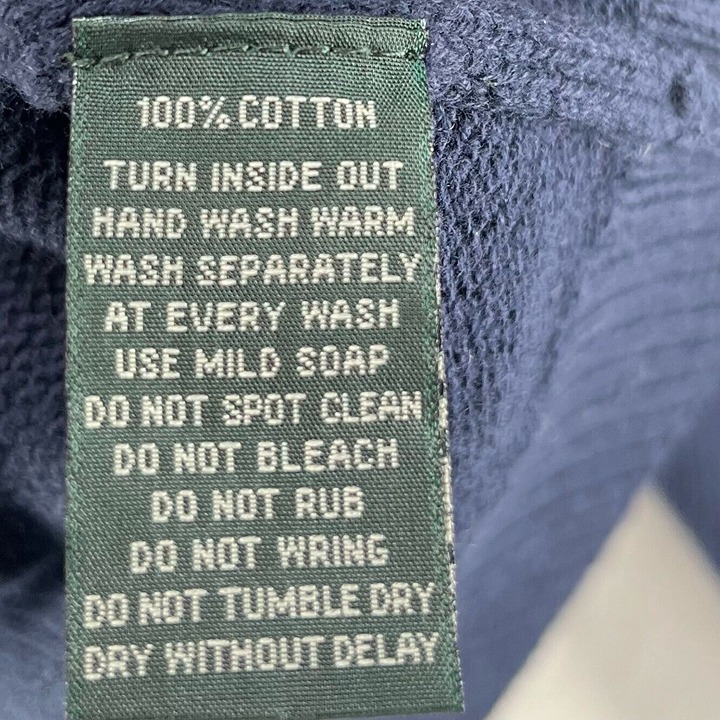 100% COTTON
TURN INSIDE OUT
HAND WASH WARM
WASH SEPARATELY
AT EVERY WASH
USE MILD SOAP
DO NOT SPOT CLEAN
DO NOT BLEACH
DO NOT RUB
DO NOT WRING
DO NOT TUMBLE DRY
DRY WITHOUT DELAY